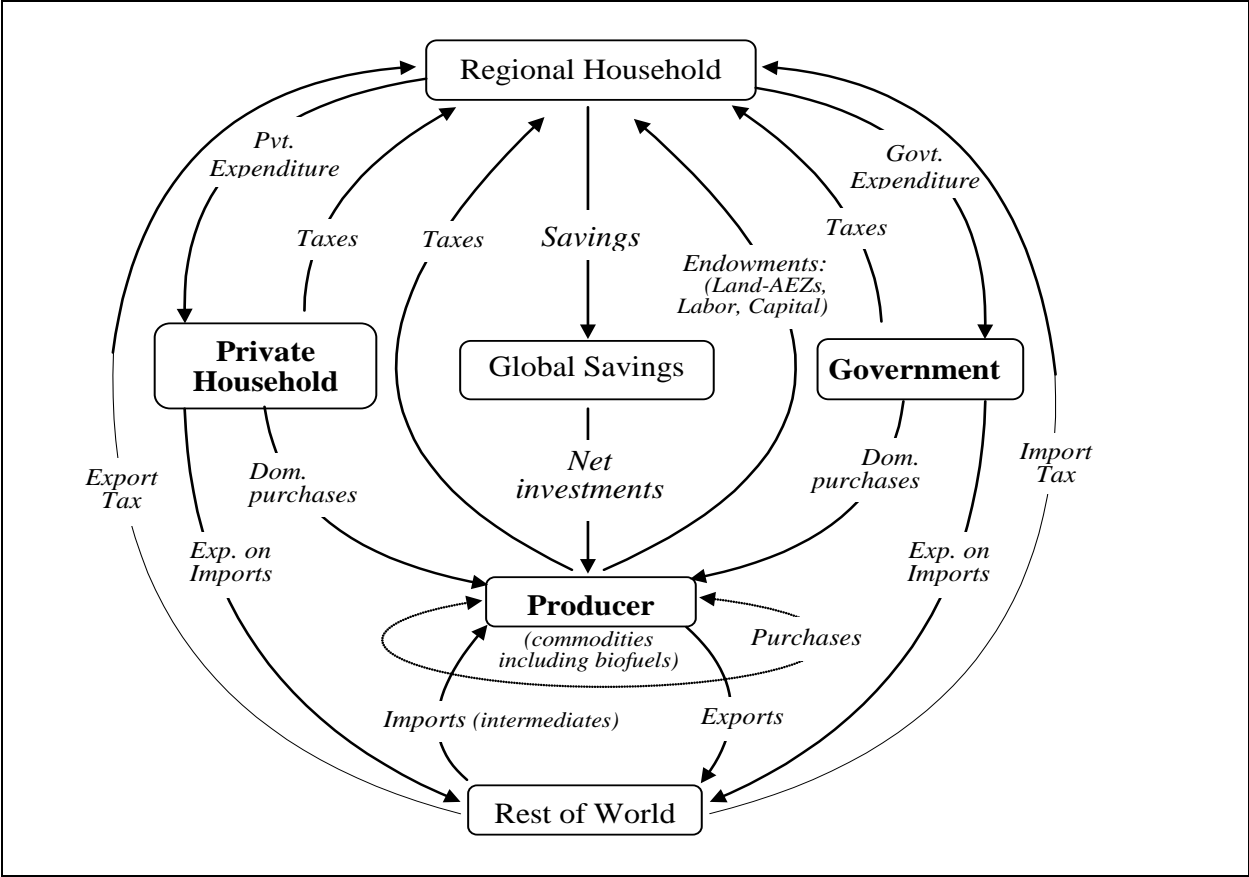 Regional Household
Pvt.
Expenditure
Govt.
Expenditure
Taxes
Taxes
Savings
Taxes
Endowments:
(Land-AEZs,
Labor, Capital)
Private
Household
Global Savings
Government
Export
Tax
Dom.
purchases
Net
investments
Dom.
purchases
Import
Tax
Exp. on
Imports
Exp. on
Imports
Producer
(commodities
including biofuels)
Purchases
Imports (intermediates)
Exports
Rest of World